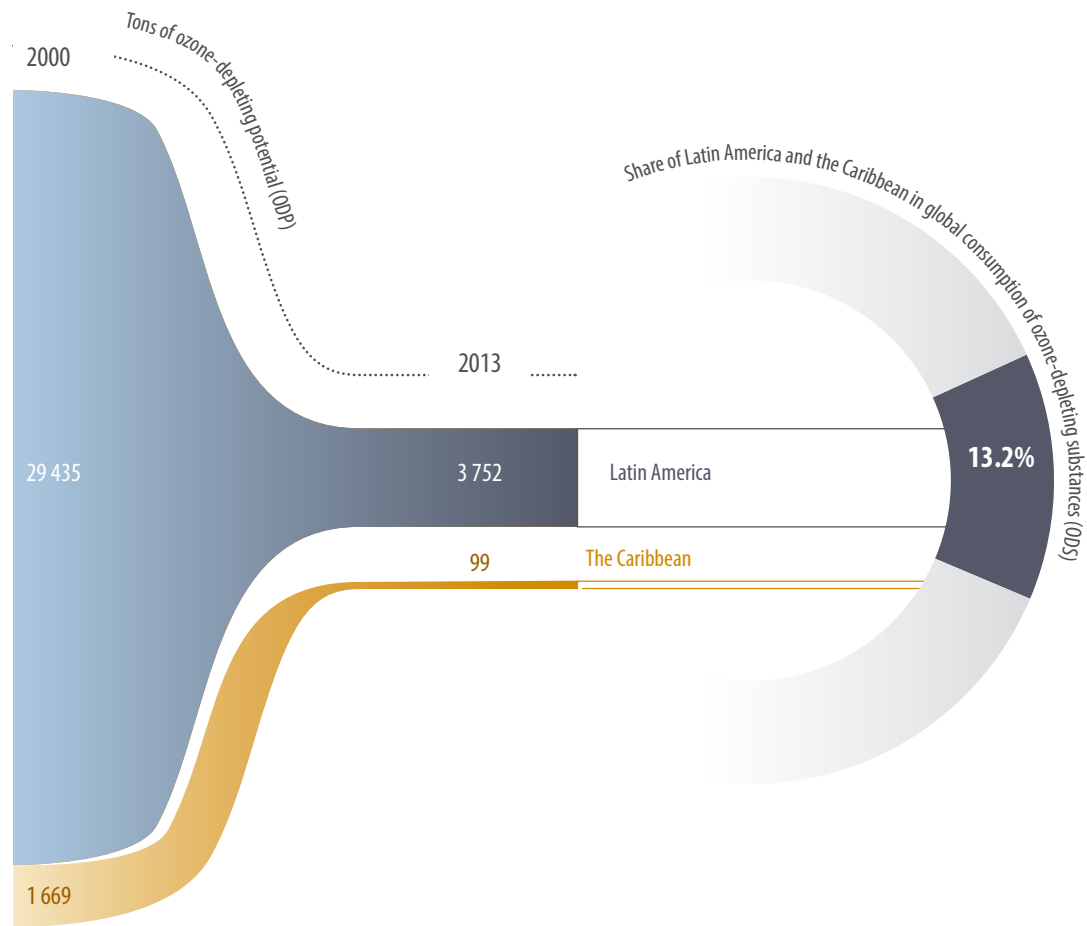 2000
Tons of ozone-depleting potential (ODP)
Share of Latin America and the Caribbean in global consumption of ozone-depleting substances (ODS)
2013
29 435
3 752
Latin America
13.2%
99
The Caribbean
1 669